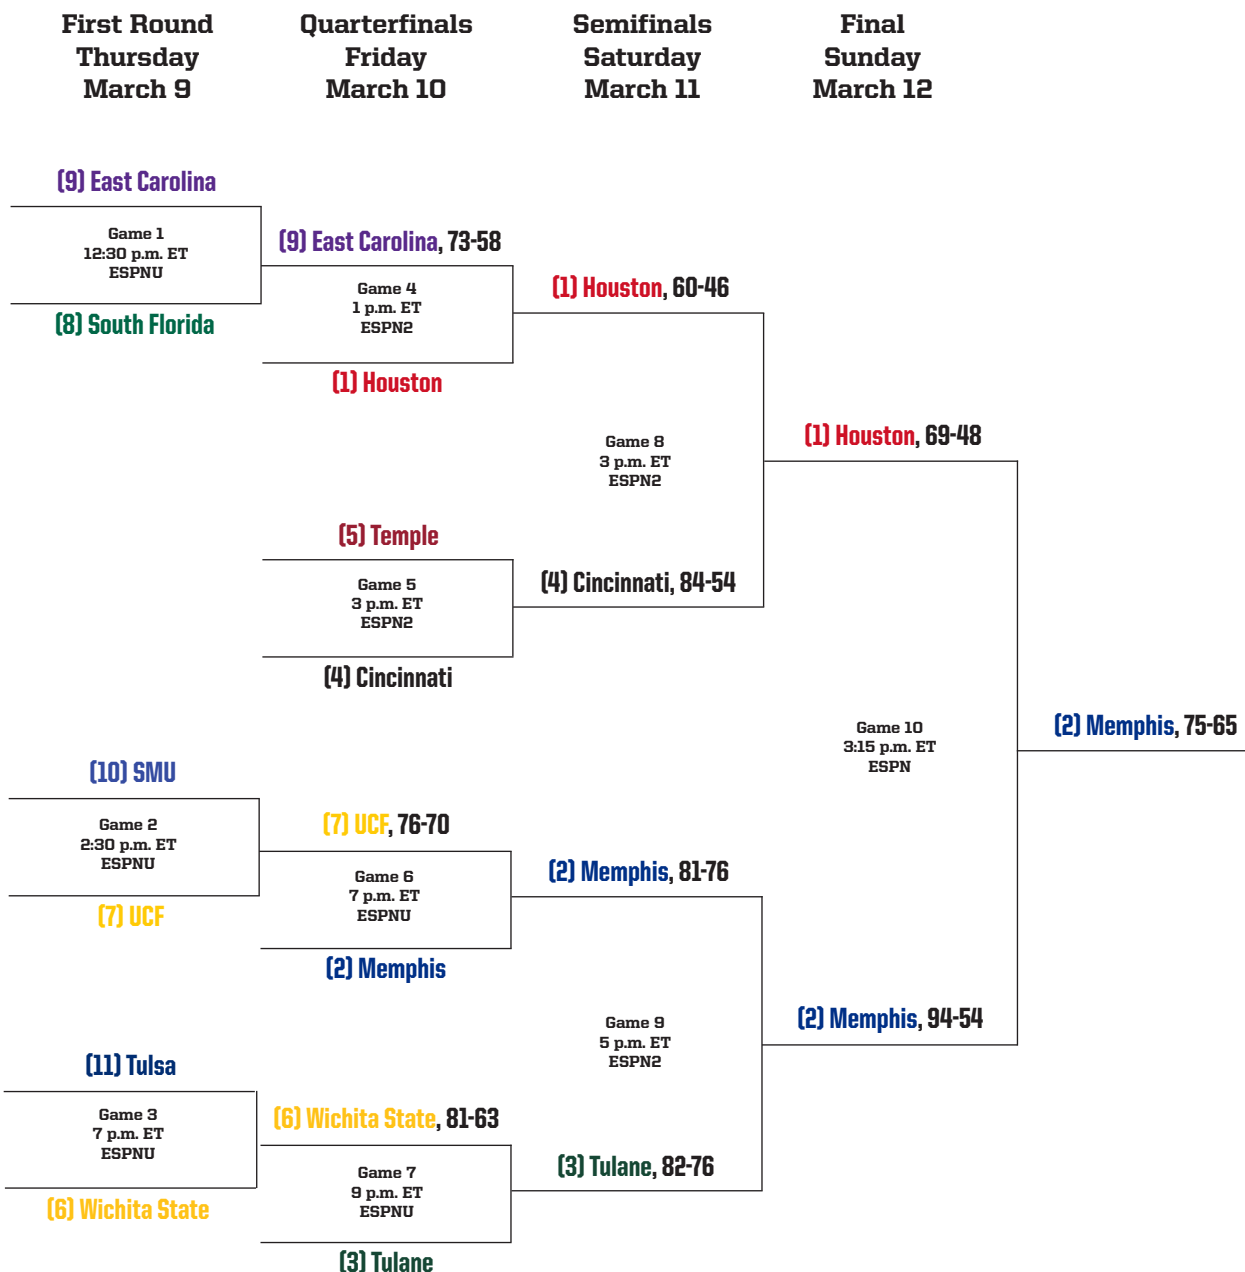 First Round
Thursday
March 9
Quarterfinals
Friday
March 10
Semifinals
Saturday
March 11
Final
Sunday
March 12
(9) East Carolina
Game 1
12:30 p.m. ET
ESPNU
(8) South Florida
(9) East Carolina, 73-58
Game 4
1 p.m. ET
ESPN2
(1) Houston
(1) Houston, 60-46
Game 8
3 p.m. ET
ESPN2
(1) Houston, 69-48
(5) Temple
Game 5
3 p.m. ET
ESPN2
(4) Cincinnati
(4) Cincinnati, 84-54
Game 10
3:15 p.m. ET
ESPN
(2) Memphis, 75-65
(10) SMU
Game 2
2:30 p.m. ET
ESPNU
(7) UCF
(7) UCF, 76-70
Game 6
7 p.m. ET
ESPNU
(2) Memphis
(2) Memphis, 81-76
Game 9
5 p.m. ET
ESPN2
(2) Memphis, 94-54
(11) Tulsa
Game 3
7 p.m. ET
ESPNU
(6) Wichita State
(6) Wichita State, 81-63
Game 7
9 p.m. ET
ESPNU
(3) Tulane
(3) Tulane, 82-76